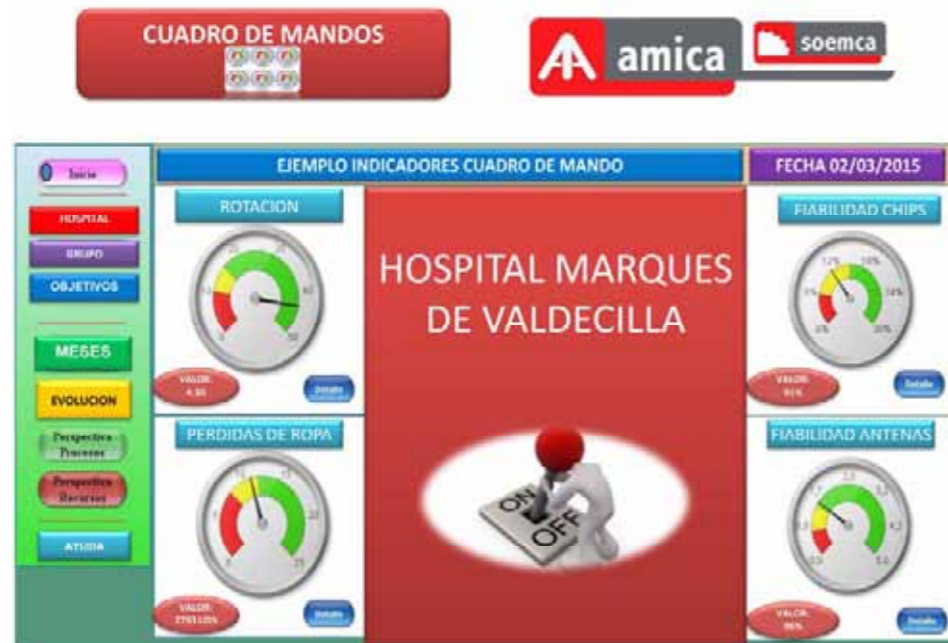 CUADRO DE MANDOS
amica
soemca
EJEMPLO INDICADORES CUADRO DE MANDO
FECHA 02/03/2015
Inicio
HOSPITAL
GRUPO
OBJETIVOS
MESES
EVOLUCION
Perspectiva
Procesos
Perspectiva
Recursos
AYUDA
ROTACION
VALOR:
Detalle
PERDIDAS DE ROPA
VALOR:
Detalle
HOSPITAL MARQUES
DE VALDECILLA
ON
OFF
FIABILIDAD CHIPS
VALOR:
91%
Detalle
FIABILIDAD ANTENAS
VALOR:
Detalle